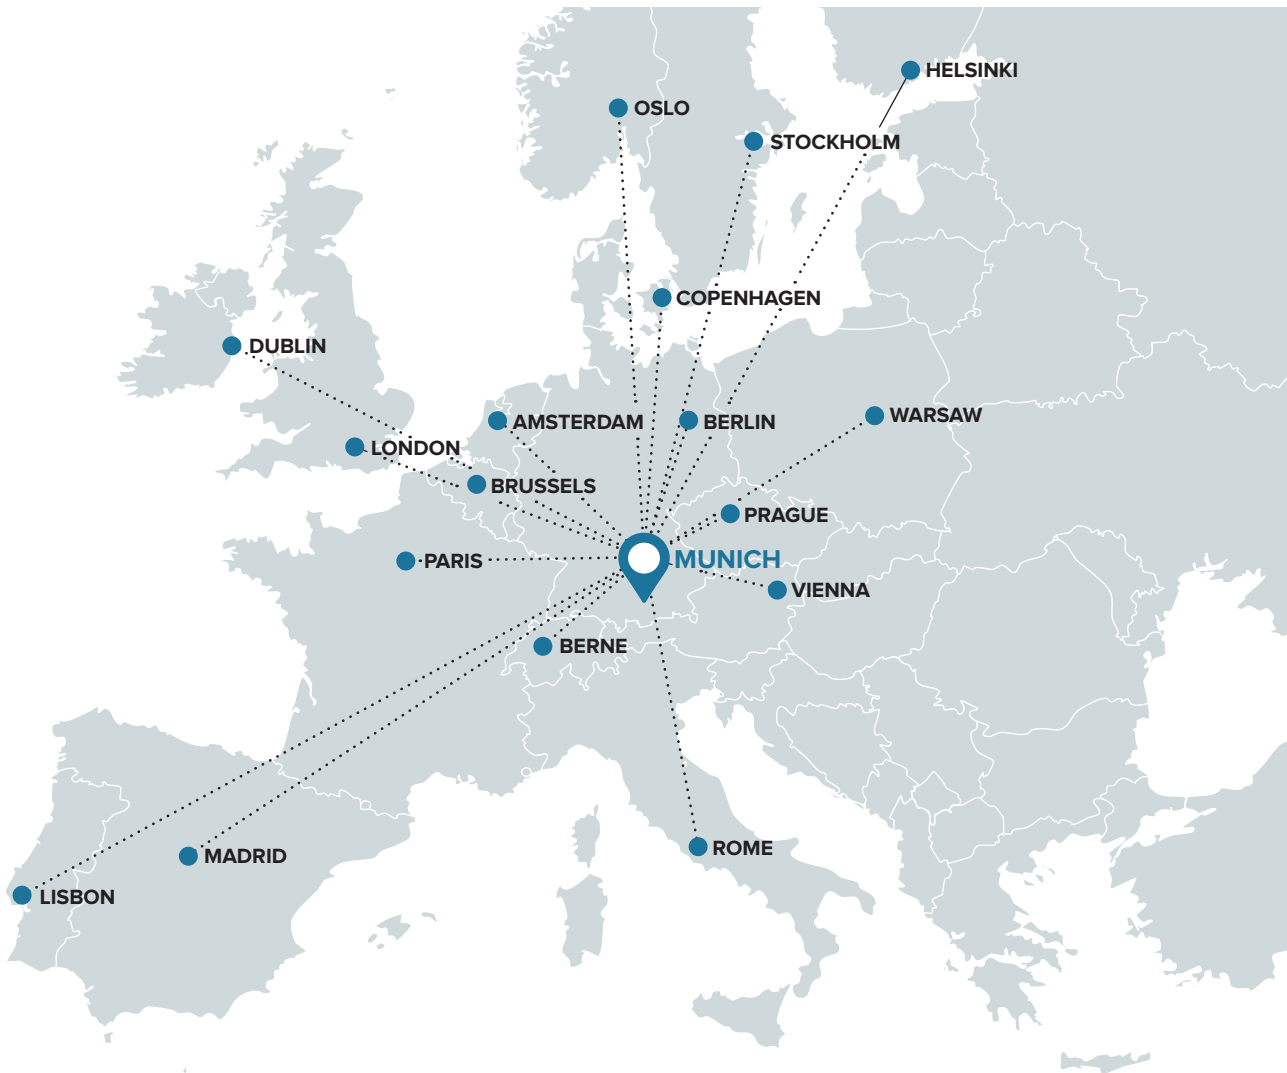 HELSINKI
OSLO
STOCKHOLM
COPENHAGEN
DUBLIN
WARSAW
AMSTERDAM
BERLIN
LONDON
BRUSSELS
PRAGUE
PARIS
MUNICH
VIENNA
BERNE
ROME
MADRID
LISBON